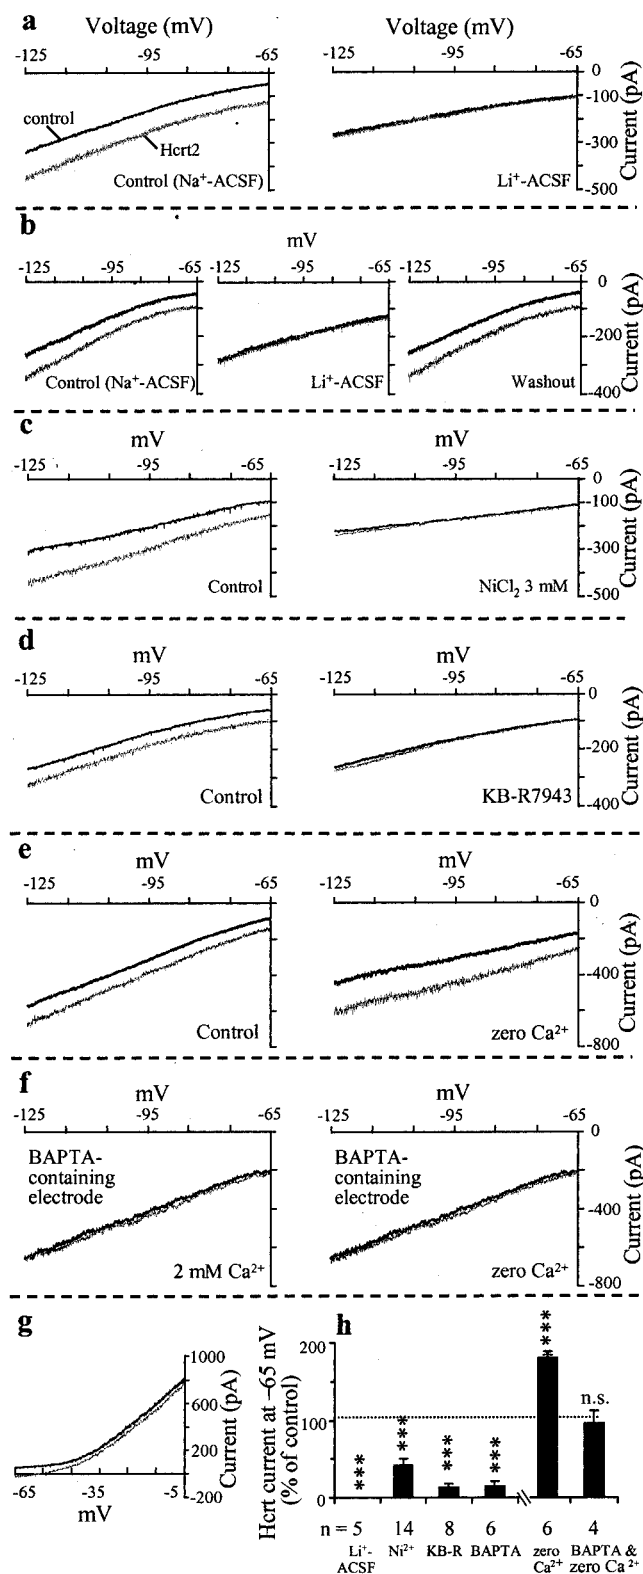 a
Voltage (mV) Voltage (mV)
-125 -95 -65 -125 -95 -65
0
-100
-300
-500
Current (pA)
control
Hcrt2
Control (Na⁺-ACSF) Li⁺-ACSF
b
mV
-125 -95 -65 -125 -95 -65 -125 -95 -65
0
-200
-400
Current (pA)
Control (Na⁺-ACSF) Li⁺-ACSF Washout
c
mV mV
-125 -95 -65 -125 -95 -65
0
-100
-300
-500
Current (pA)
Control NiCl₂ 3 mM
d
mV mV
-125 -95 -65 -125 -95 -65
0
-200
-400
Current (pA)
Control KB-R7943
e
mV mV
-125 -95 -65 -125 -95 -65
0
-400
-800
Current (pA)
Control zero Ca²⁺
f
mV mV
-125 -95 -65 -125 -95 -65
0
-400
-800
Current (pA)
BAPTA- BAPTA-
containing containing
electrode electrode
2 mM Ca²⁺ zero Ca²⁺
g
1000
800
200
-200
Current (pA)
-65 -35 -5
mV
h
Hcrt current at –65 mV
(% of control)
200
100
0
*** *** *** *** *** n.s.
n = 5 14 8 6 6 4
Li⁺- Ni²⁺ KB-R BAPTA zero BAPTA &
ACSF Ca²⁺ zero Ca²⁺